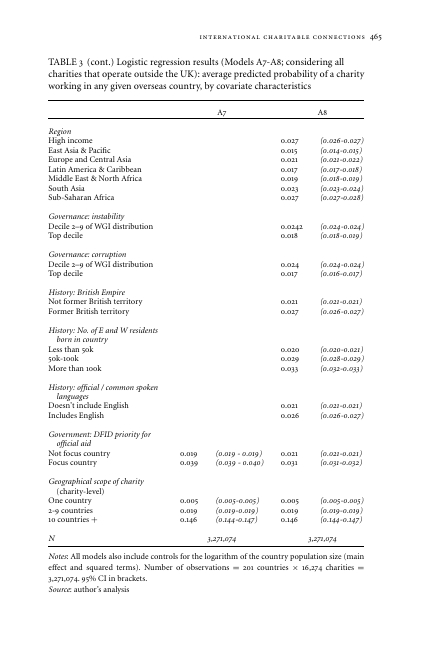 INTERNATIONAL CHARITABLE CONNECTIONS 465
TABLE 3 (cont.) Logistic regression results (Models A7-A8; considering all
charities that operate outside the UK): average predicted probability of a charity
working in any given overseas country, by covariate characteristics
A7 A8
Region
High income 0.027 (0.026-0.027)
East Asia & Pacific 0.015 (0.014-0.015)
Europe and Central Asia 0.021 (0.021-0.022)
Latin America & Caribbean 0.017 (0.017-0.018)
Middle East & North Africa 0.019 (0.018-0.019)
South Asia 0.023 (0.023-0.024)
Sub-Saharan Africa 0.027 (0.027-0.028)
Governance: instability
Decile 2–9 of WGI distribution 0.0242 (0.024-0.024)
Top decile 0.018 (0.018-0.019)
Governance: corruption
Decile 2–9 of WGI distribution 0.024 (0.024-0.024)
Top decile 0.017 (0.016-0.017)
History: British Empire
Not former British territory 0.021 (0.021-0.021)
Former British territory 0.027 (0.026-0.027)
History: No. of E and W residents
born in country
Less than 50k 0.020 (0.020-0.021)
50k-100k 0.029 (0.028-0.029)
More than 100k 0.033 (0.032-0.033)
History: official / common spoken
languages
Doesn't include English 0.021 (0.021-0.021)
Includes English 0.026 (0.026-0.027)
Government: DFID priority for
official aid
Not focus country 0.019 (0.019 - 0.019) 0.021 (0.021-0.021)
Focus country 0.039 (0.039 - 0.040) 0.031 (0.031-0.032)
Geographical scope of charity
(charity-level)
One country 0.005 (0.005-0.005) 0.005 (0.005-0.005)
2-9 countries 0.019 (0.019-0.019) 0.019 (0.019-0.019)
10 countries + 0.146 (0.144-0.147) 0.146 (0.144-0.147)
N 3,271,074 3,271,074
Notes: All models also include controls for the logarithm of the country population size (main
effect and squared terms). Number of observations = 201 countries × 16,274 charities =
3,271,074. 95% CI in brackets.
Source: author's analysis